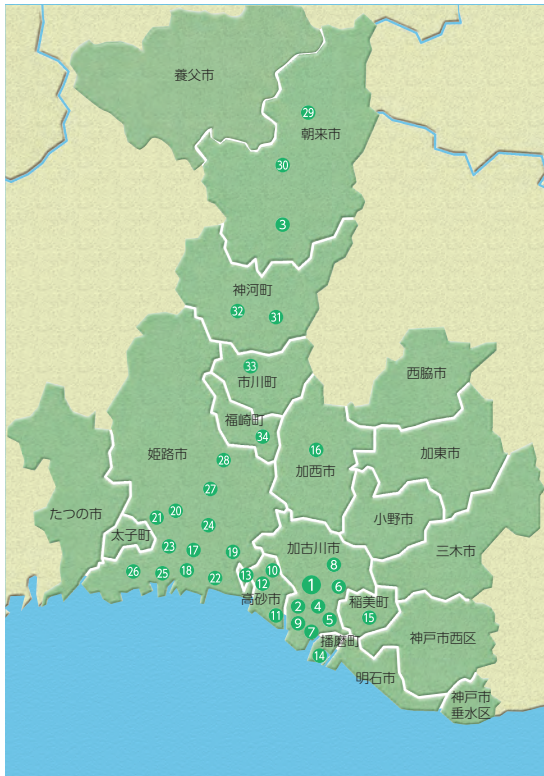 養父市
29
朝来市
30
3
神河町
32
31
33
市川町
西脇市
福崎町
34
16
加東市
姫路市
28
加西市
27
たつの市
20
21
小野市
24
太子町
加古川市
三木市
23
17
19
8
26
25
18
22
13
10
12
1
6
稲美町
高砂市
2
4
15
11
9
5
神戸市西区
7
播磨町
14
明石市
神戸市
垂水区